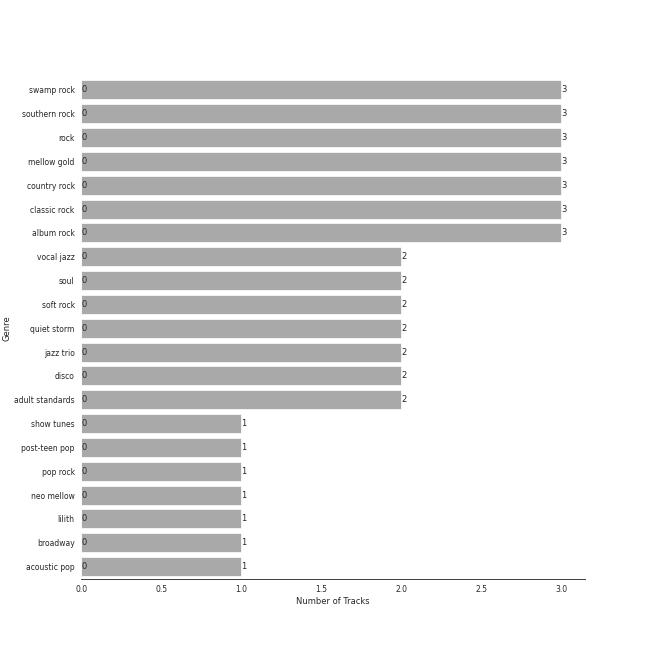 swamp rock 0 3
southern rock 0 3
rock 0 3
mellow gold 0 3
country rock 0 3
classic rock 0 3
album rock 0 3
vocal jazz 0 2
soul 0 2
soft rock 0 2
quiet storm 0 2
jazz trio 0 2
disco 0 2
adult standards 0 2
show tunes 0 1
post-teen pop 0 1
pop rock 0 1
neo mellow 0 1
lilith 0 1
broadway 0 1
acoustic pop 0 1
Genre
0.0 0.5 1.0 1.5 2.0 2.5 3.0
Number of Tracks